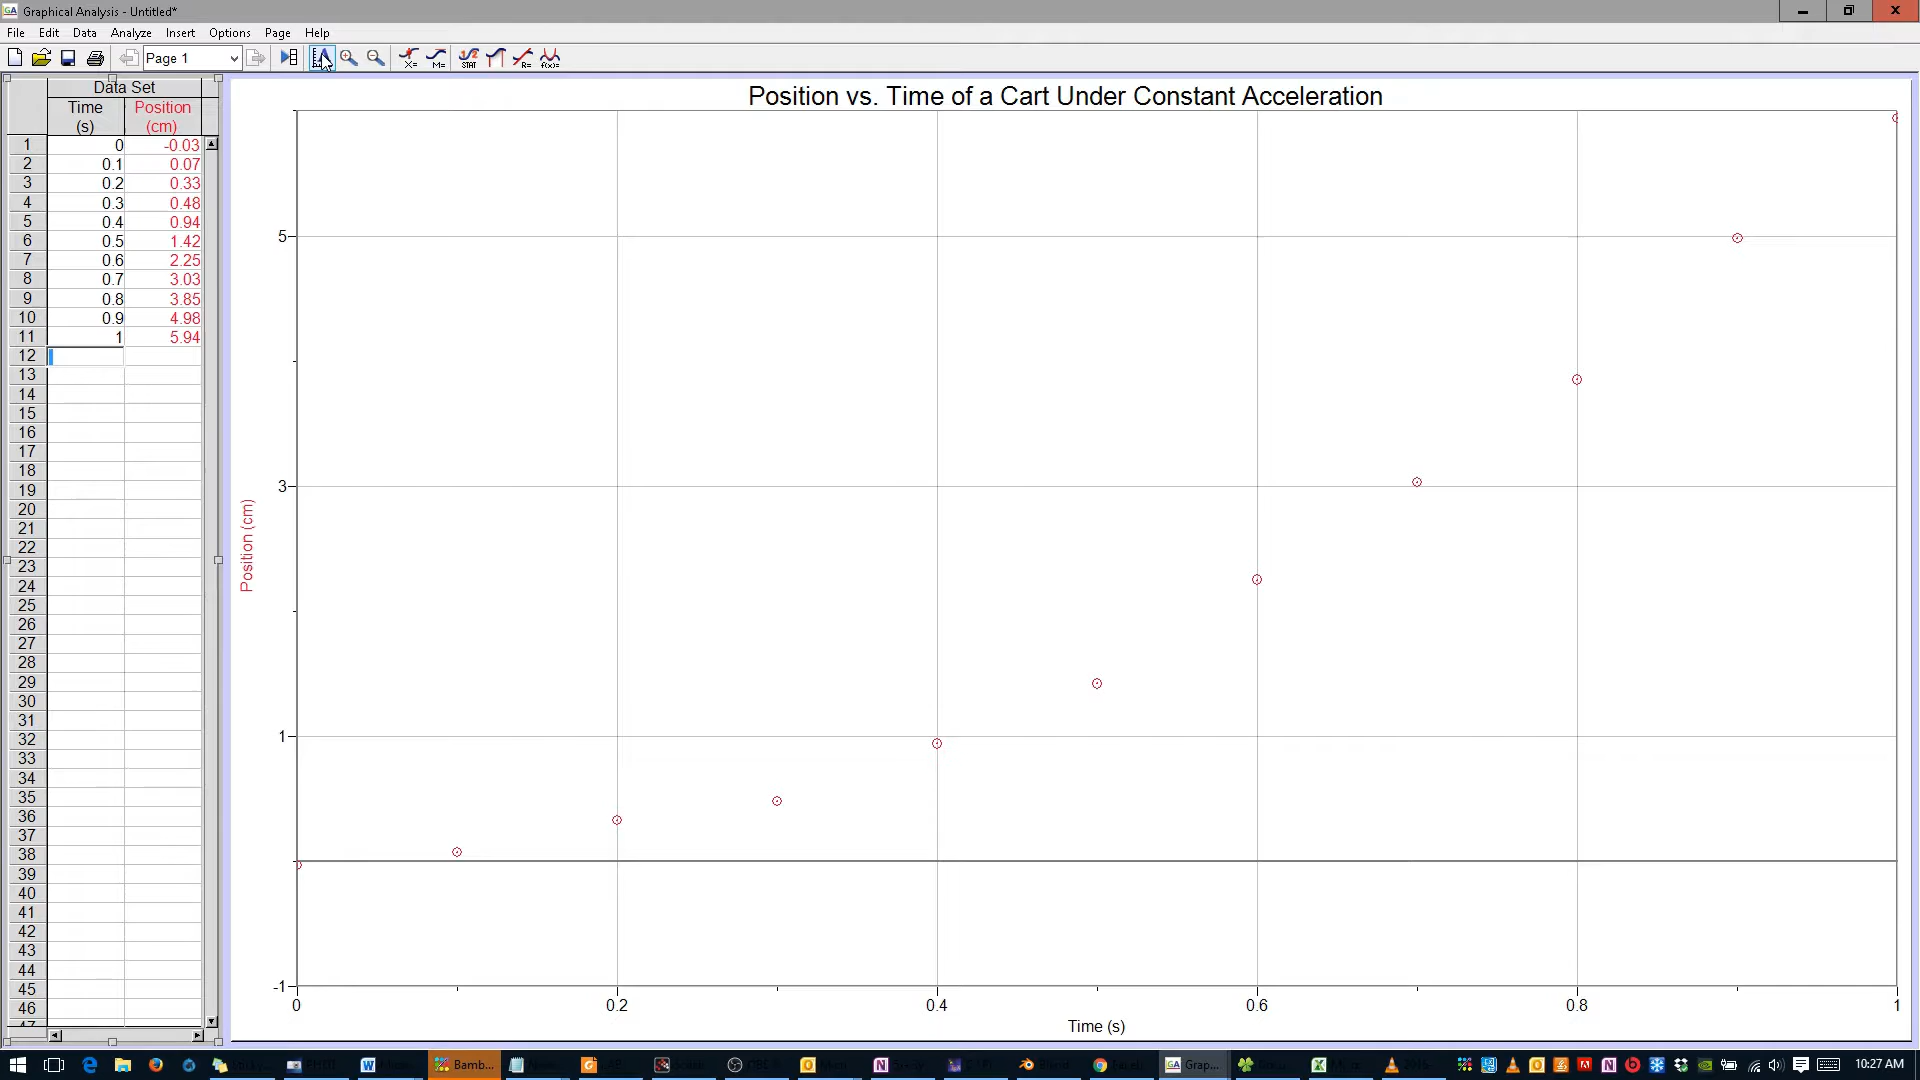 GA Graphical Analysis - Untitled*
File Edit Data Analyze Insert Options Page Help
Page 1 X= M= STAT R= f(x)=
Data Set
Time Position
(s) (cm)
1 0 -0.03
2 0.1 0.07
3 0.2 0.33
4 0.3 0.48
5 0.4 0.94
6 0.5 1.42
7 0.6 2.25
8 0.7 3.03
9 0.8 3.85
10 0.9 4.98
11 1 5.94
12
13
14
15
16
17
18
19
20
21
22
23
24
25
26
27
28
29
30
31
32
33
34
35
36
37
38
39
40
41
42
43
44
45
46
47
Position vs. Time of a Cart Under Constant Acceleration
5
3
1
-1
Position (cm)
0 0.2 0.4 0.6 0.8 1
Time (s)
Bamb... GA Grap... 10:27 AM